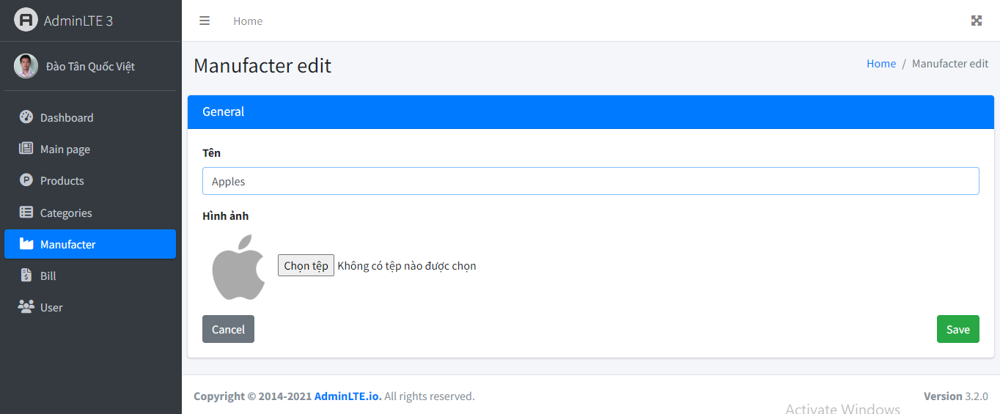 AdminLTE 3
Home
Đào Tân Quốc Việt
Manufacter edit
Home / Manufacter edit
Dashboard
Main page
Products
Categories
Manufacter
Bill
User
General
Tên
Apples
Hình ảnh
Chọn tệp Không có tệp nào được chọn
Cancel
Save
Copyright © 2014-2021 AdminLTE.io. All rights reserved.
Version 3.2.0
Activate Windows